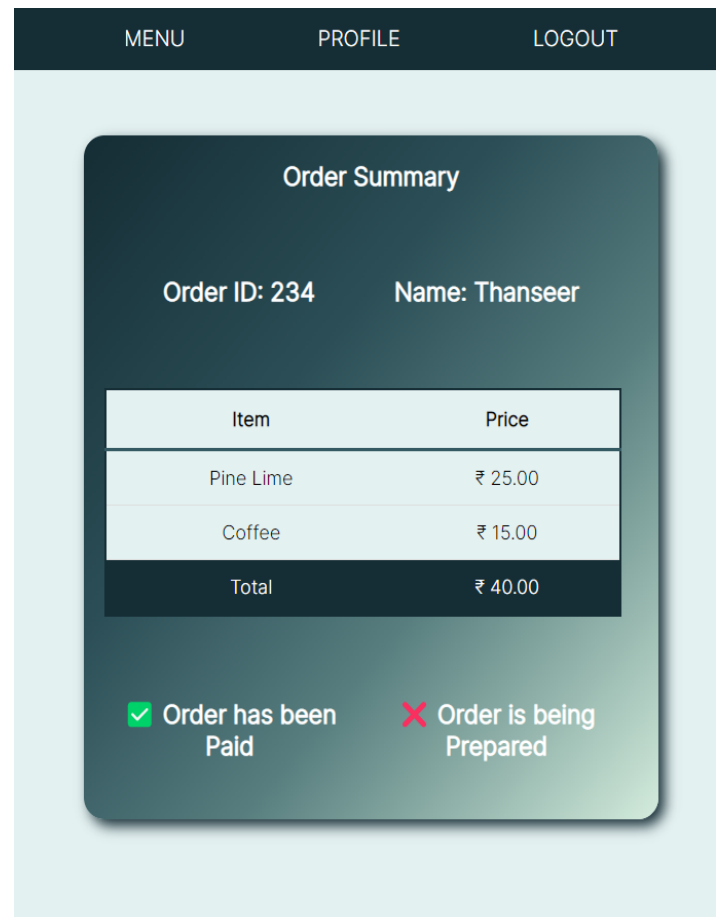 MENU PROFILE LOGOUT
Order Summary
Order ID: 234 Name: Thanseer
Item Price
Pine Lime ₹ 25.00
Coffee ₹ 15.00
Total ₹ 40.00
✅ Order has been Paid
❌ Order is being Prepared